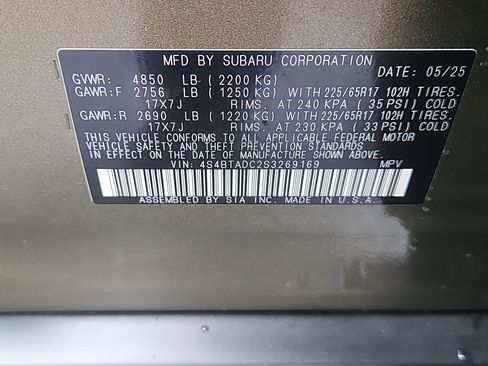 MFD BY SUBARU CORPORATION
GVWR: 4850 LB ( 2200 KG) DATE: 05/25
GAWR:F 2756 LB ( 1250 KG) WITH 225/65R17 102H TIRES.
17X7J RIMS. AT 240 KPA ( 35 PSI) COLD
GAWR:R 2690 LB ( 1220 KG) WITH 225/65R17 102H TIRES.
17X7J RIMS. AT 230 KPA ( 33 PSI) COLD
THIS VEHICLE CONFORMS TO ALL APPLICABLE FEDERAL MOTOR
VEHICLE SAFETY AND THEFT PREVENTION STANDARDS
IN EFFECT ON THE DATE OF MANUFACTURE SHOWN ABOVE.
VIN: 4S4BTADC2S3269169 MPV
ASSEMBLED BY SIA INC. MADE IN U.S.A.